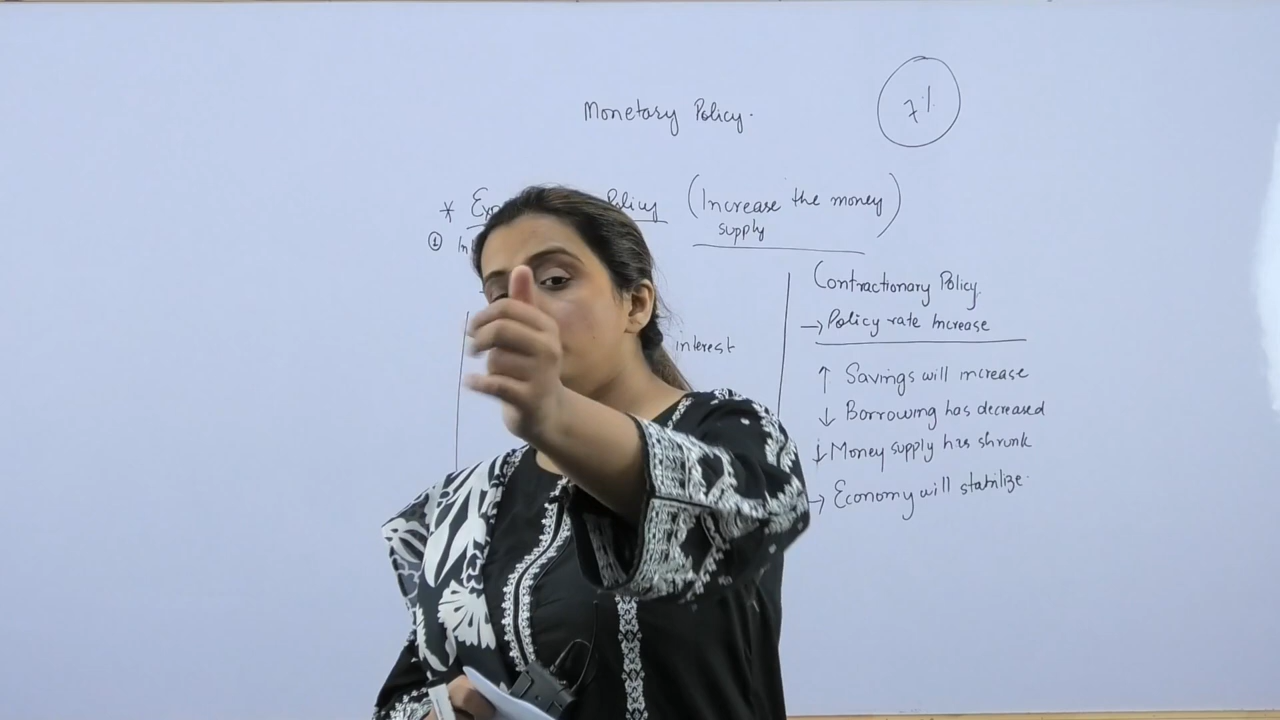 7%
Monetary Policy.
* Policy (Increase the money
supply)
①
interest
Contractionary Policy.
→ Policy rate Increase
↑ Savings will increase
↓ Borrowing has decreased
↓ Money supply has shrunk
→ Economy will stabilize.